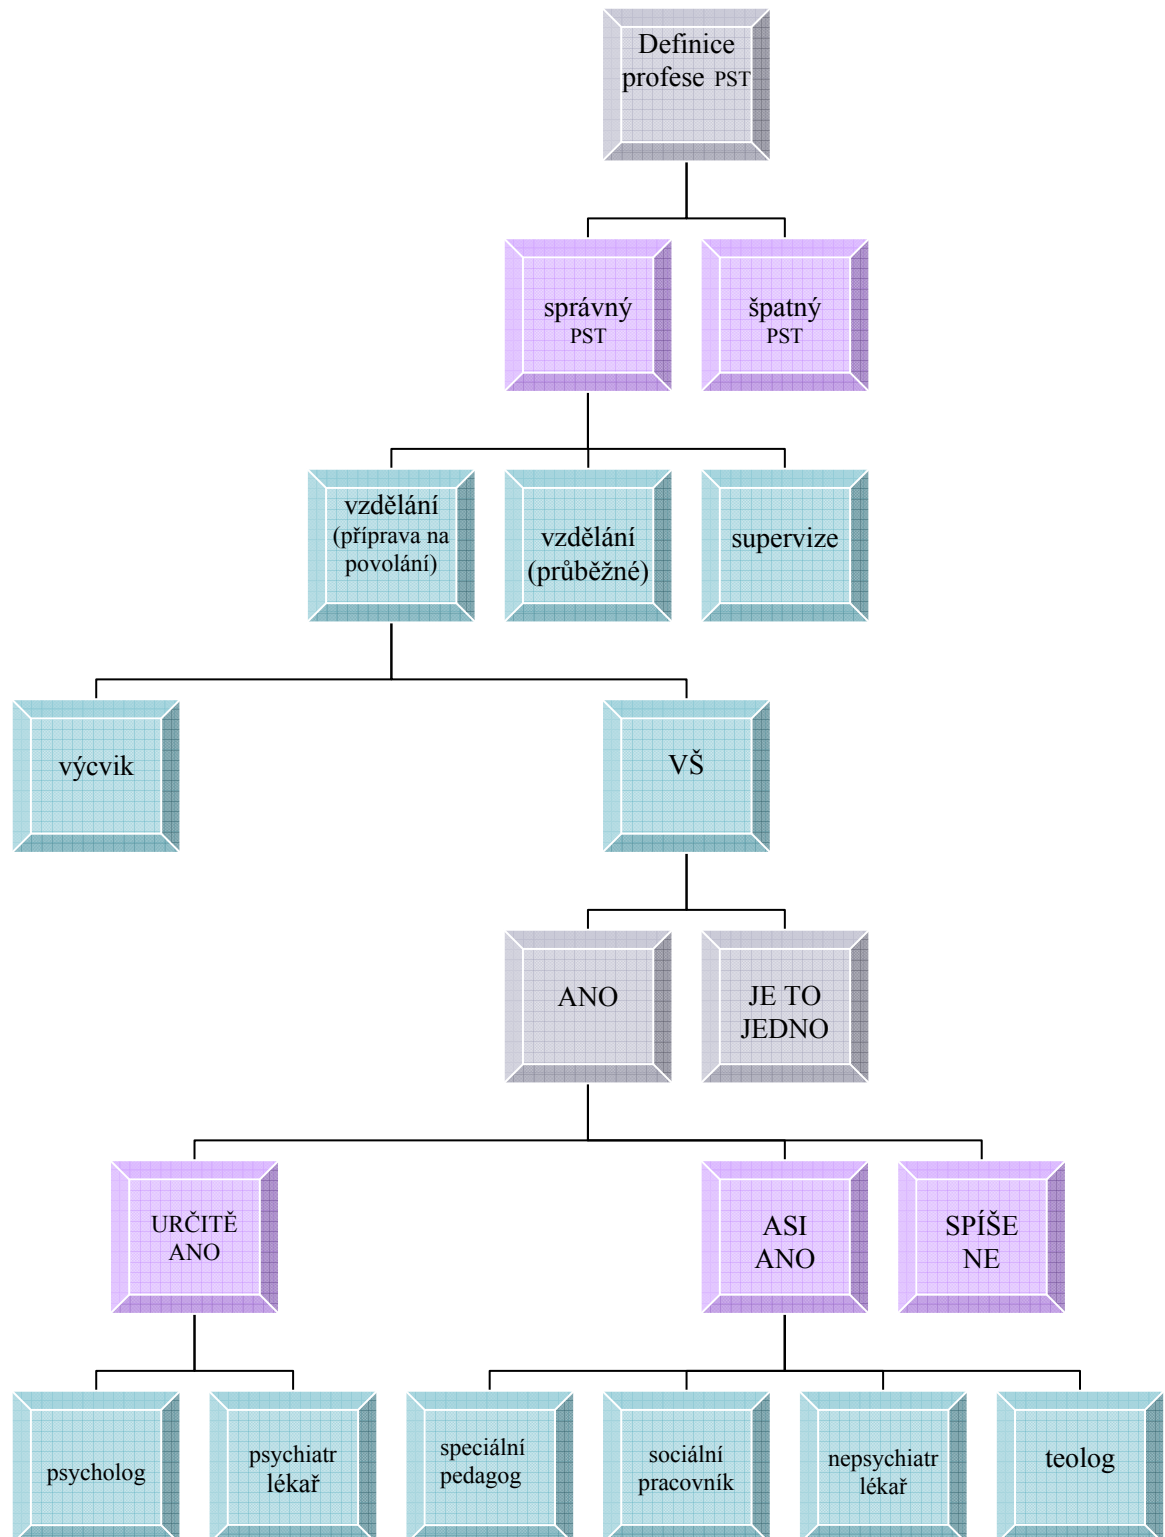 Definice
profese PST
správný
PST
špatný
PST
vzdělání
(příprava na
povolání)
vzdělání
(průběžné)
supervize
výcvik
VŠ
ANO
JE TO
JEDNO
URČITĚ
ANO
ASI
ANO
SPÍŠE
NE
psycholog
psychiatr
lékař
speciální
pedagog
sociální
pracovník
nepsychiatr
lékař
teolog